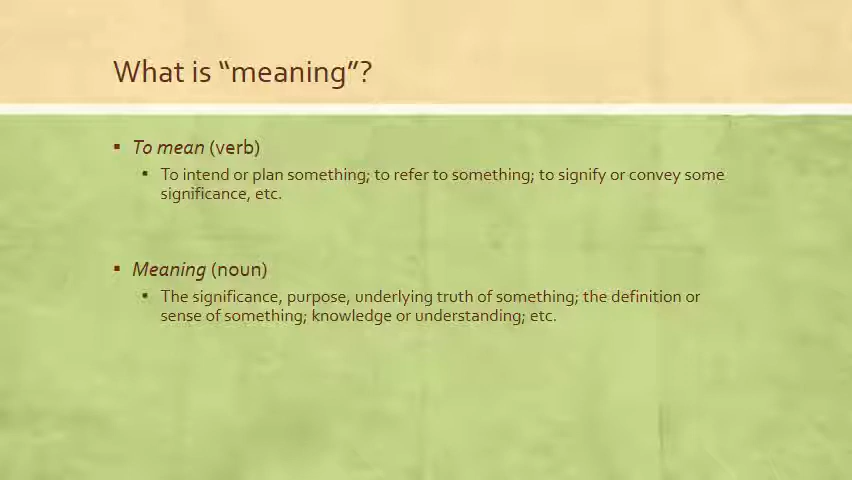 What is “meaning”?
▪ To mean (verb)
▪ To intend or plan something; to refer to something; to signify or convey some
significance, etc.
▪ Meaning (noun)
▪ The significance, purpose, underlying truth of something; the definition or
sense of something; knowledge or understanding; etc.